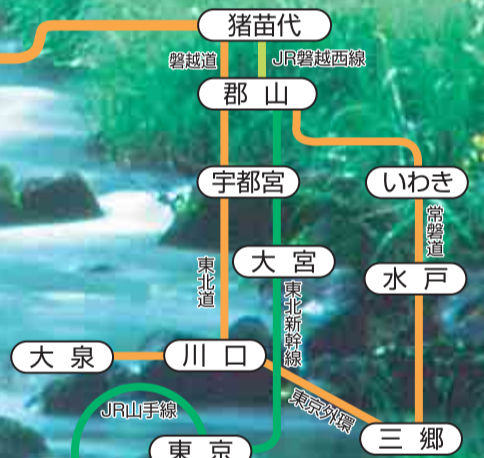 猪苗代
磐越道
JR磐越西線
郡山
宇都宮
いわき
常磐道
大宮
水戸
東北道
東北新幹線
大泉
川口
東京外環
JR山手線
東京
三郷